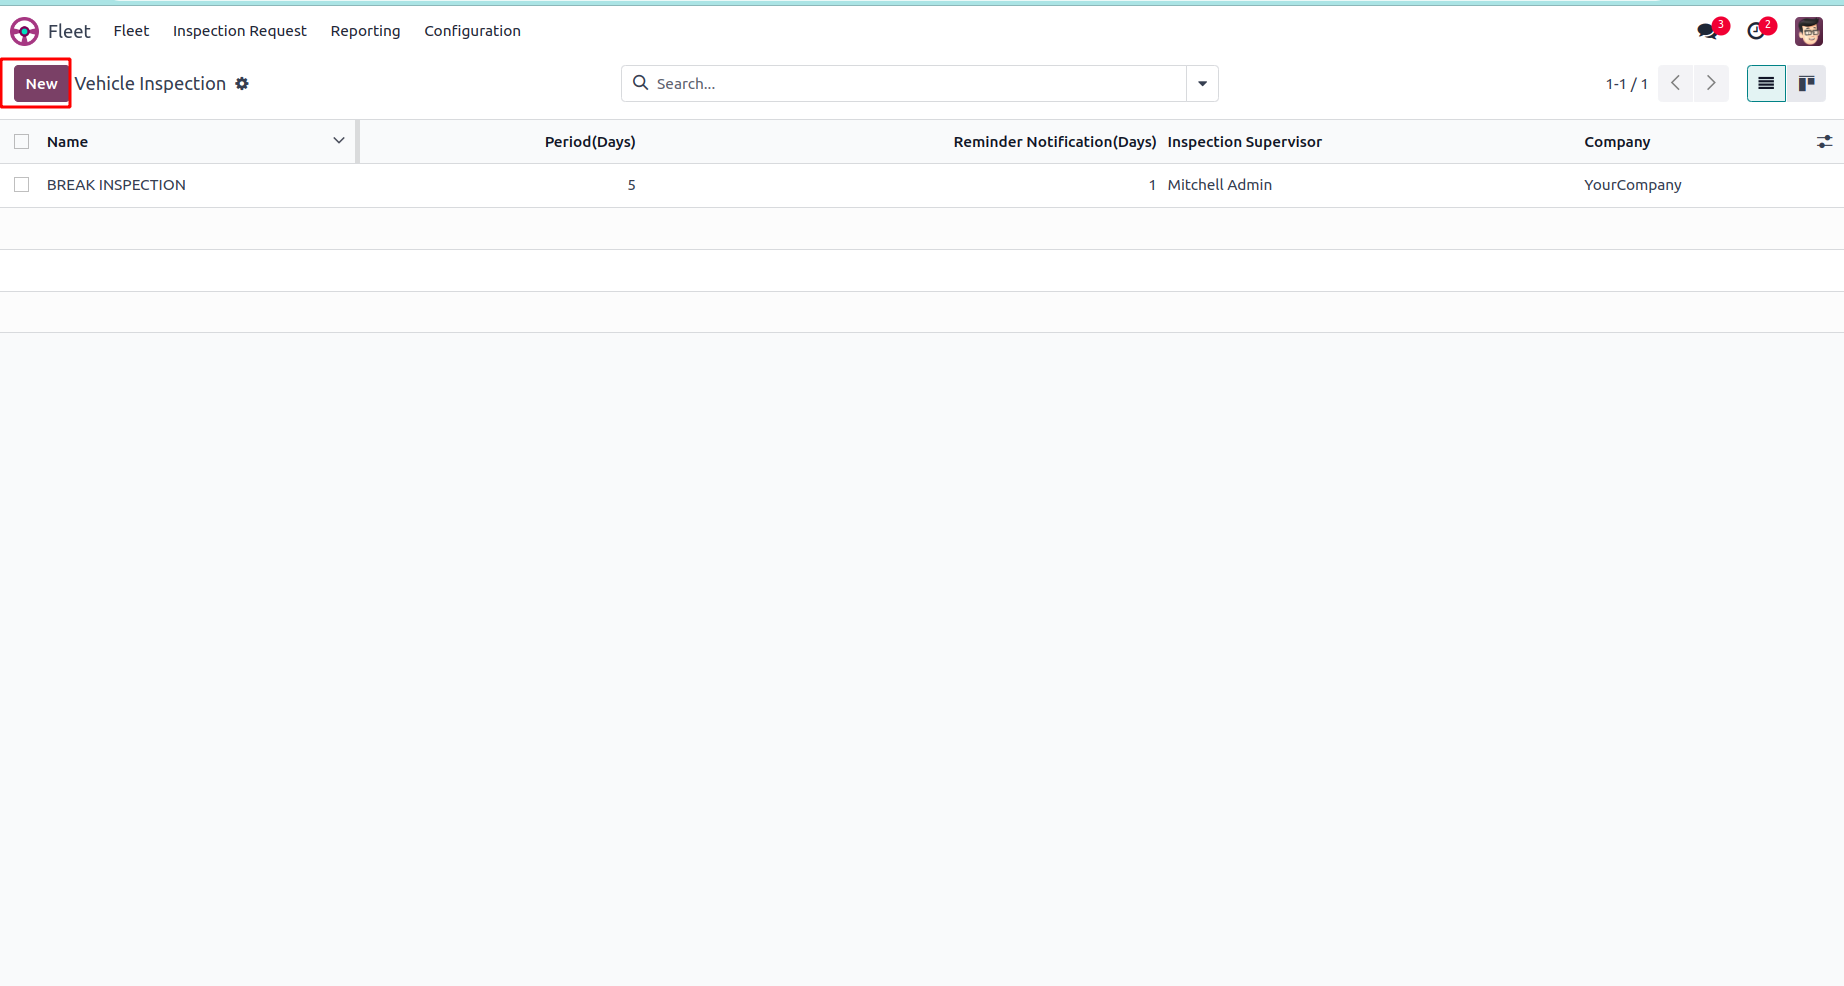 Fleet Fleet Inspection Request Reporting Configuration 3 2
New Vehicle Inspection Search... 1-1 / 1
Name Period(Days) Reminder Notification(Days) Inspection Supervisor Company
BREAK INSPECTION 5 1 Mitchell Admin YourCompany